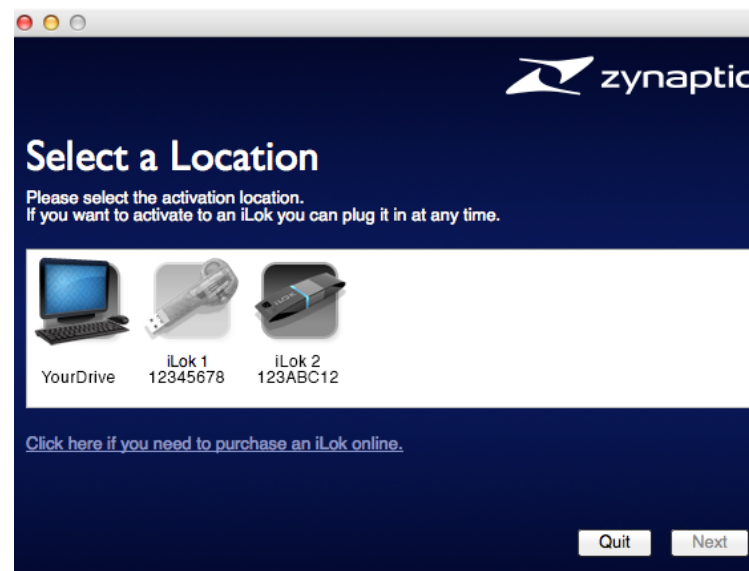 zynaptic
Select a Location
Please select the activation location.
If you want to activate to an iLok you can plug it in at any time.
YourDrive
iLok 1
12345678
iLok 2
123ABC12
Click here if you need to purchase an iLok online.
Quit
Next